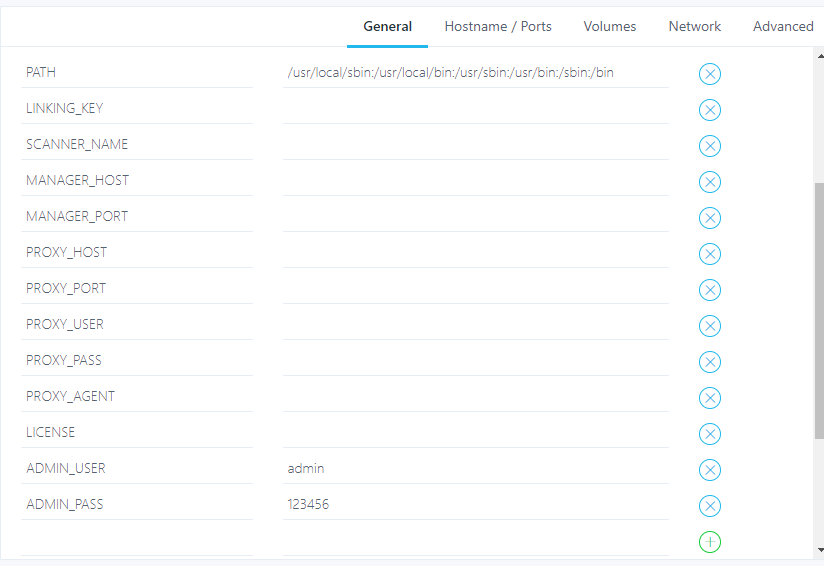 General Hostname / Ports Volumes Network Advanced
PATH /usr/local/sbin:/usr/local/bin:/usr/sbin:/usr/bin:/sbin:/bin
LINKING_KEY
SCANNER_NAME
MANAGER_HOST
MANAGER_PORT
PROXY_HOST
PROXY_PORT
PROXY_USER
PROXY_PASS
PROXY_AGENT
LICENSE
ADMIN_USER admin
ADMIN_PASS 123456